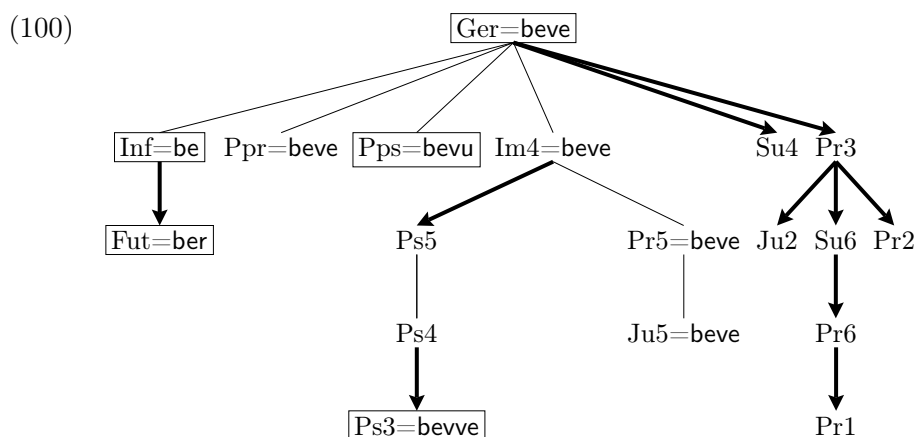 (100)
Ger=beve
Inf=be Ppr=beve Pps=bevu Im4=beve Su4 Pr3
Fut=ber Ps5 Pr5=beve Ju2 Su6 Pr2
Ps4 Ju5=beve Pr6
Ps3=bevve Pr1